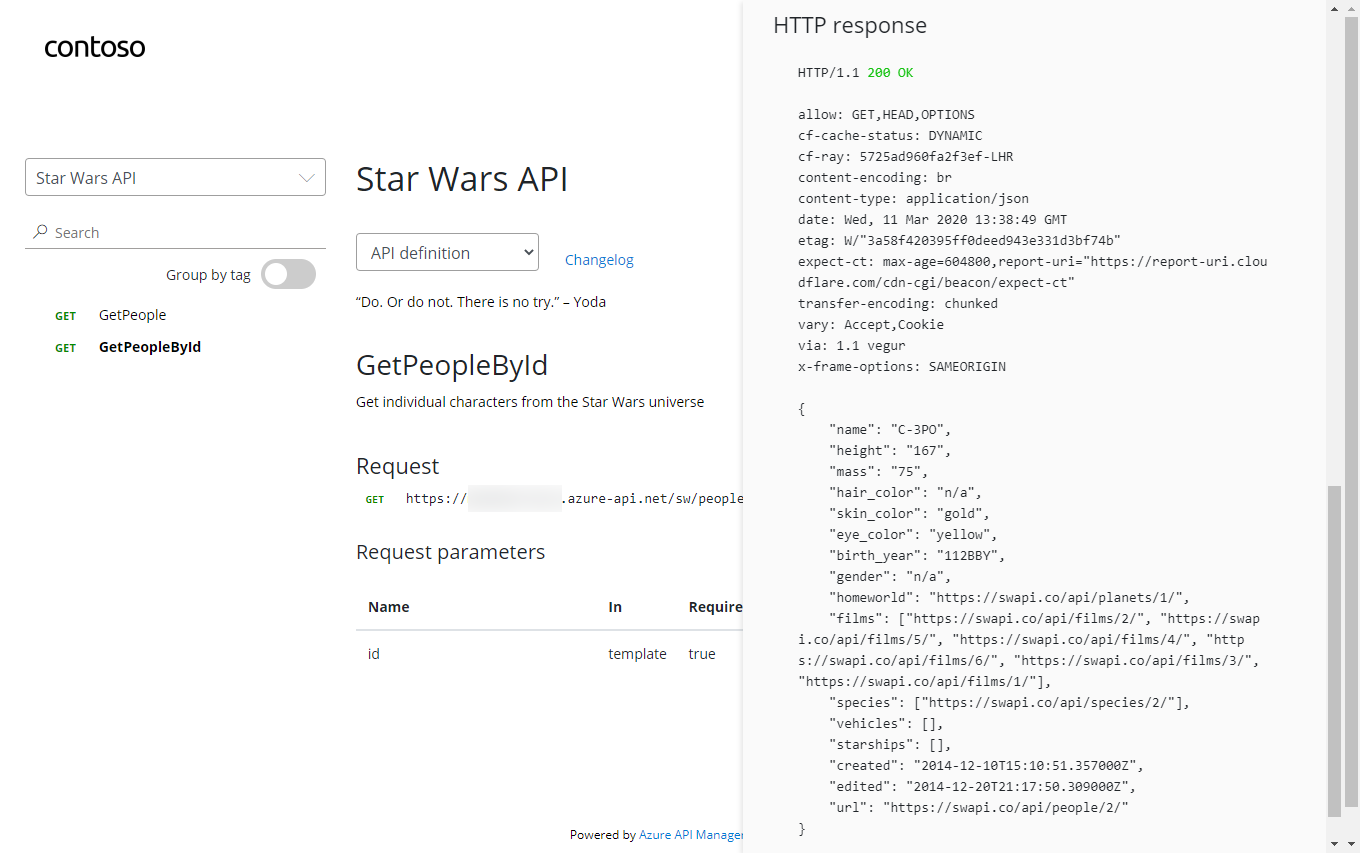 contoso
Star Wars API
Search
Group by tag
GET GetPeople
GET GetPeopleById
Star Wars API
API definition
Changelog
“Do. Or do not. There is no try.” – Yoda
GetPeopleById
Get individual characters from the Star Wars universe
Request
GET https:// .azure-api.net/sw/people
Request parameters
Name In Require
id template true
Powered by Azure API Manager
HTTP response
HTTP/1.1 200 OK
allow: GET,HEAD,OPTIONS
cf-cache-status: DYNAMIC
cf-ray: 5725ad960fa2f3ef-LHR
content-encoding: br
content-type: application/json
date: Wed, 11 Mar 2020 13:38:49 GMT
etag: W/"3a58f420395ff0deed943e331d3bf74b"
expect-ct: max-age=604800,report-uri="https://report-uri.clou
dflare.com/cdn-cgi/beacon/expect-ct"
transfer-encoding: chunked
vary: Accept,Cookie
via: 1.1 vegur
x-frame-options: SAMEORIGIN
{
"name": "C-3PO",
"height": "167",
"mass": "75",
"hair_color": "n/a",
"skin_color": "gold",
"eye_color": "yellow",
"birth_year": "112BBY",
"gender": "n/a",
"homeworld": "https://swapi.co/api/planets/1/",
"films": ["https://swapi.co/api/films/2/", "https://swap
i.co/api/films/5/", "https://swapi.co/api/films/4/", "http
s://swapi.co/api/films/6/", "https://swapi.co/api/films/3/",
"https://swapi.co/api/films/1/"],
"species": ["https://swapi.co/api/species/2/"],
"vehicles": [],
"starships": [],
"created": "2014-12-10T15:10:51.357000Z",
"edited": "2014-12-20T21:17:50.309000Z",
"url": "https://swapi.co/api/people/2/"
}